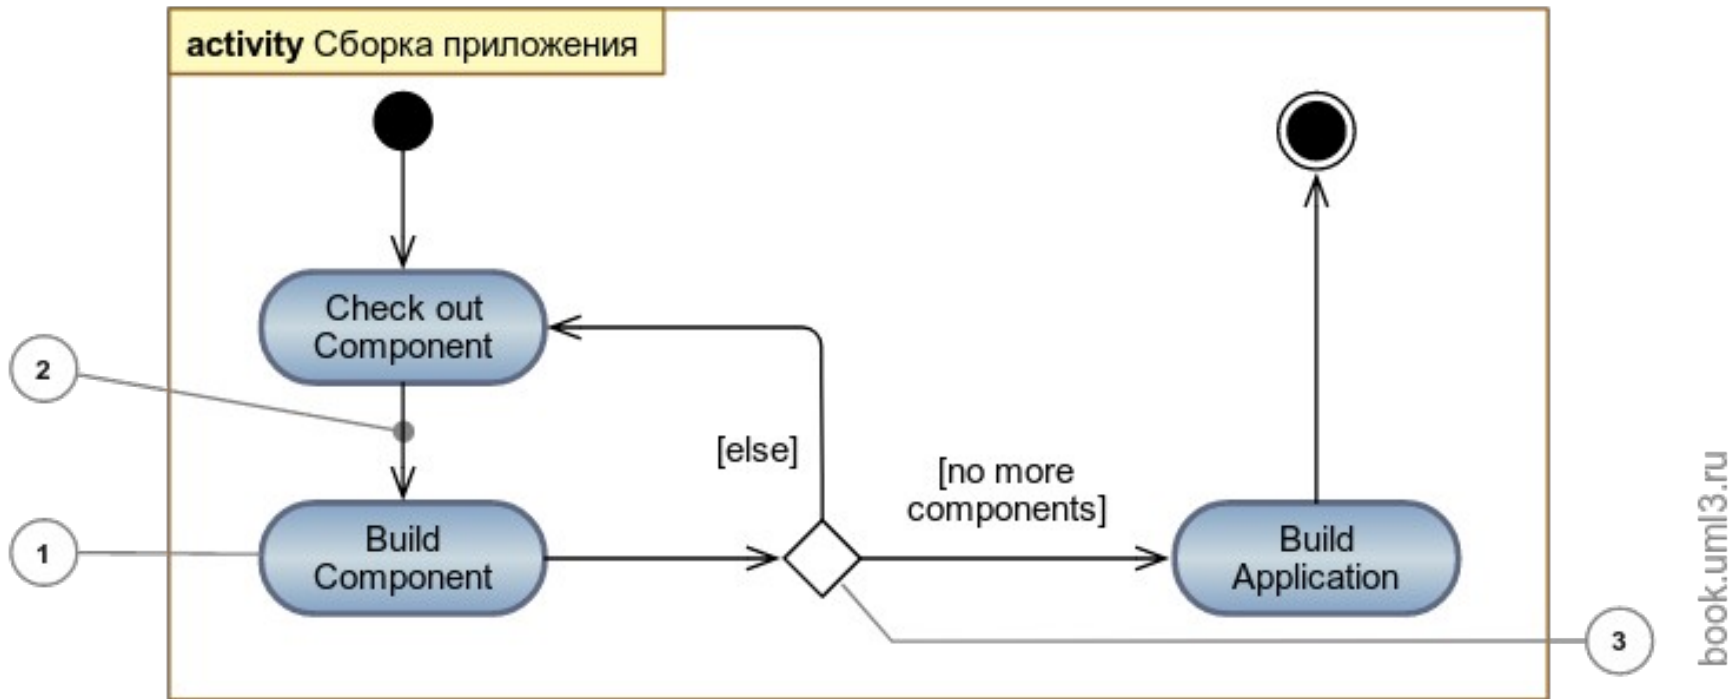 activity Сборка приложения
Check out
Component
2
[else]
[no more
components]
1
Build
Component
Build
Application
3
book.uml3.ru